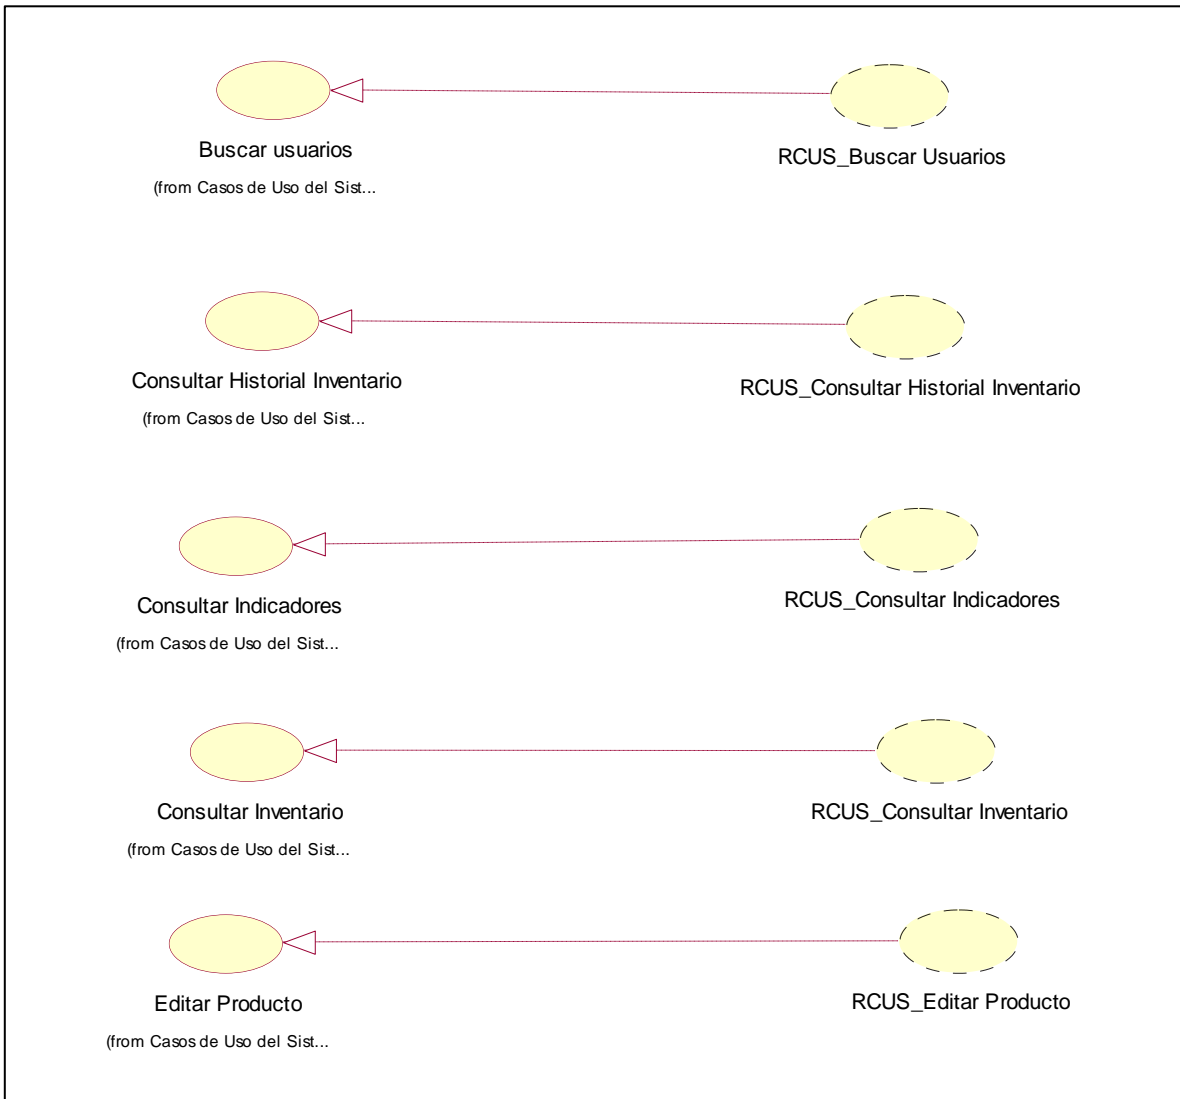 Buscar usuarios
(from Casos de Uso del Sist...
RCUS_Buscar Usuarios
Consultar Historial Inventario
(from Casos de Uso del Sist...
RCUS_Consultar Historial Inventario
Consultar Indicadores
(from Casos de Uso del Sist...
RCUS_Consultar Indicadores
Consultar Inventario
(from Casos de Uso del Sist...
RCUS_Consultar Inventario
Editar Producto
(from Casos de Uso del Sist...
RCUS_Editar Producto